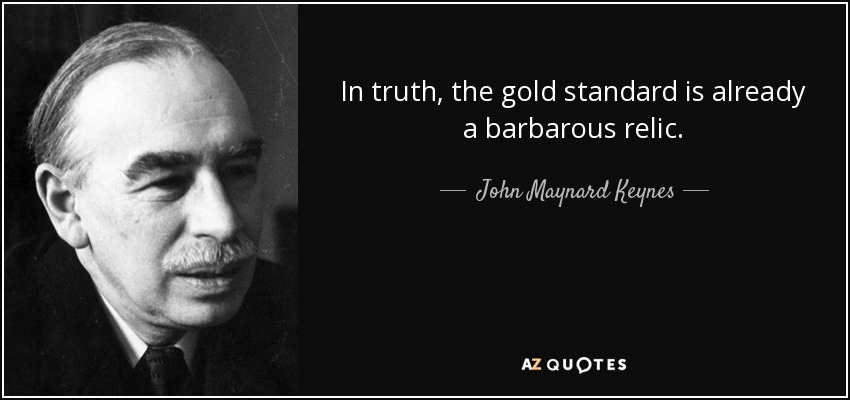 In truth, the gold standard is already
a barbarous relic.
John Maynard Keynes
AZ QUOTES